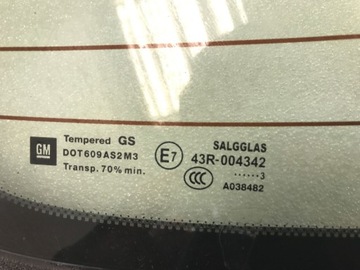 GM
Tempered GS
DOT609AS2M3
Transp. 70% min.
E7
SALGGLAS
43R-004342
......3
CCC
A038482